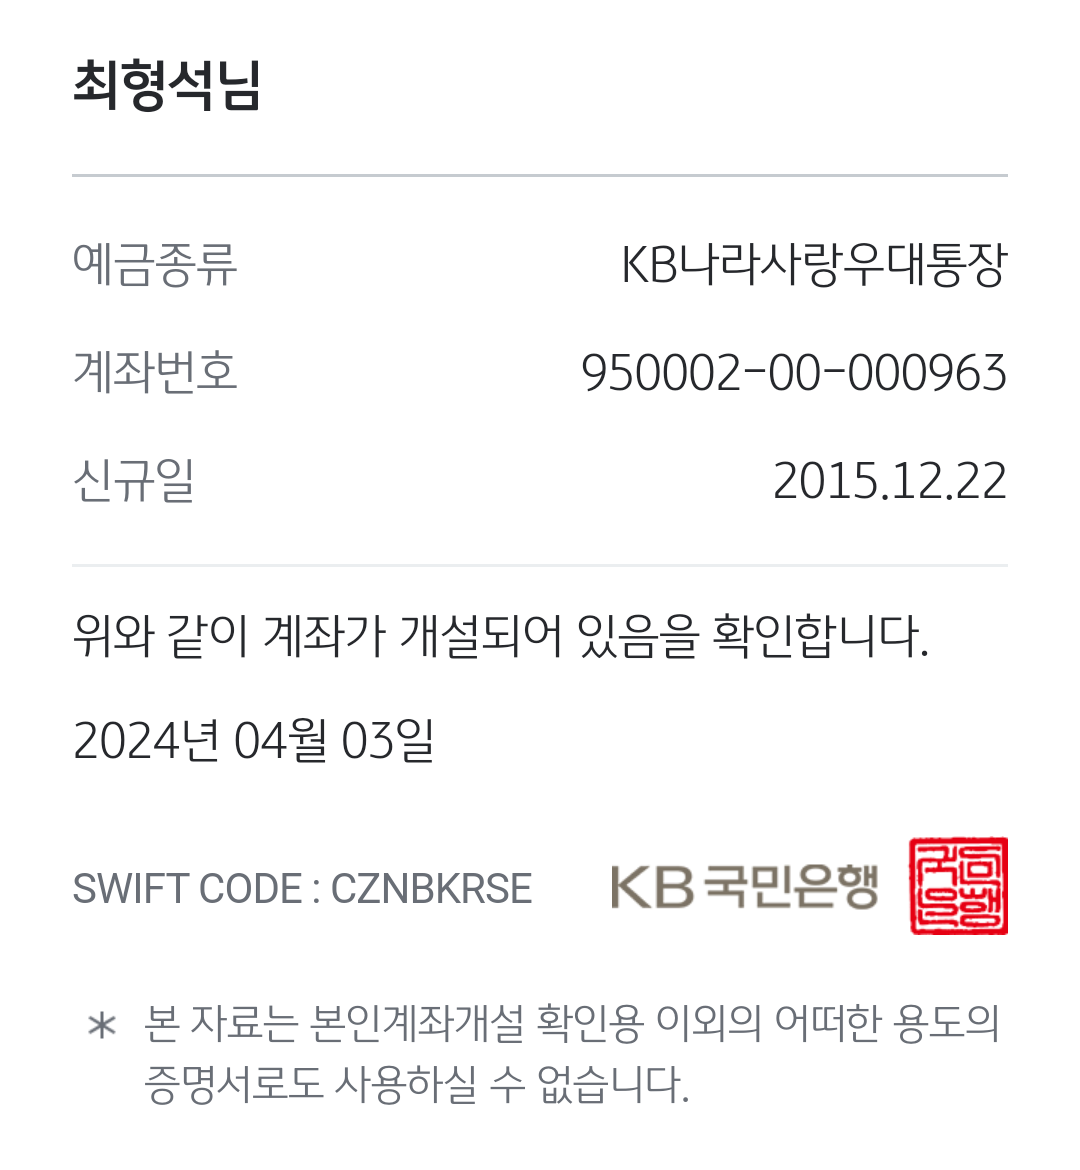 최형석님
예금종류 KB나라사랑우대통장
계좌번호 950002-00-000963
신규일 2015.12.22
위와 같이 계좌가 개설되어 있음을 확인합니다.
2024년 04월 03일
SWIFT CODE : CZNBKRSE KB국민은행
* 본 자료는 본인계좌개설 확인용 이외의 어떠한 용도의
증명서로도 사용하실 수 없습니다.